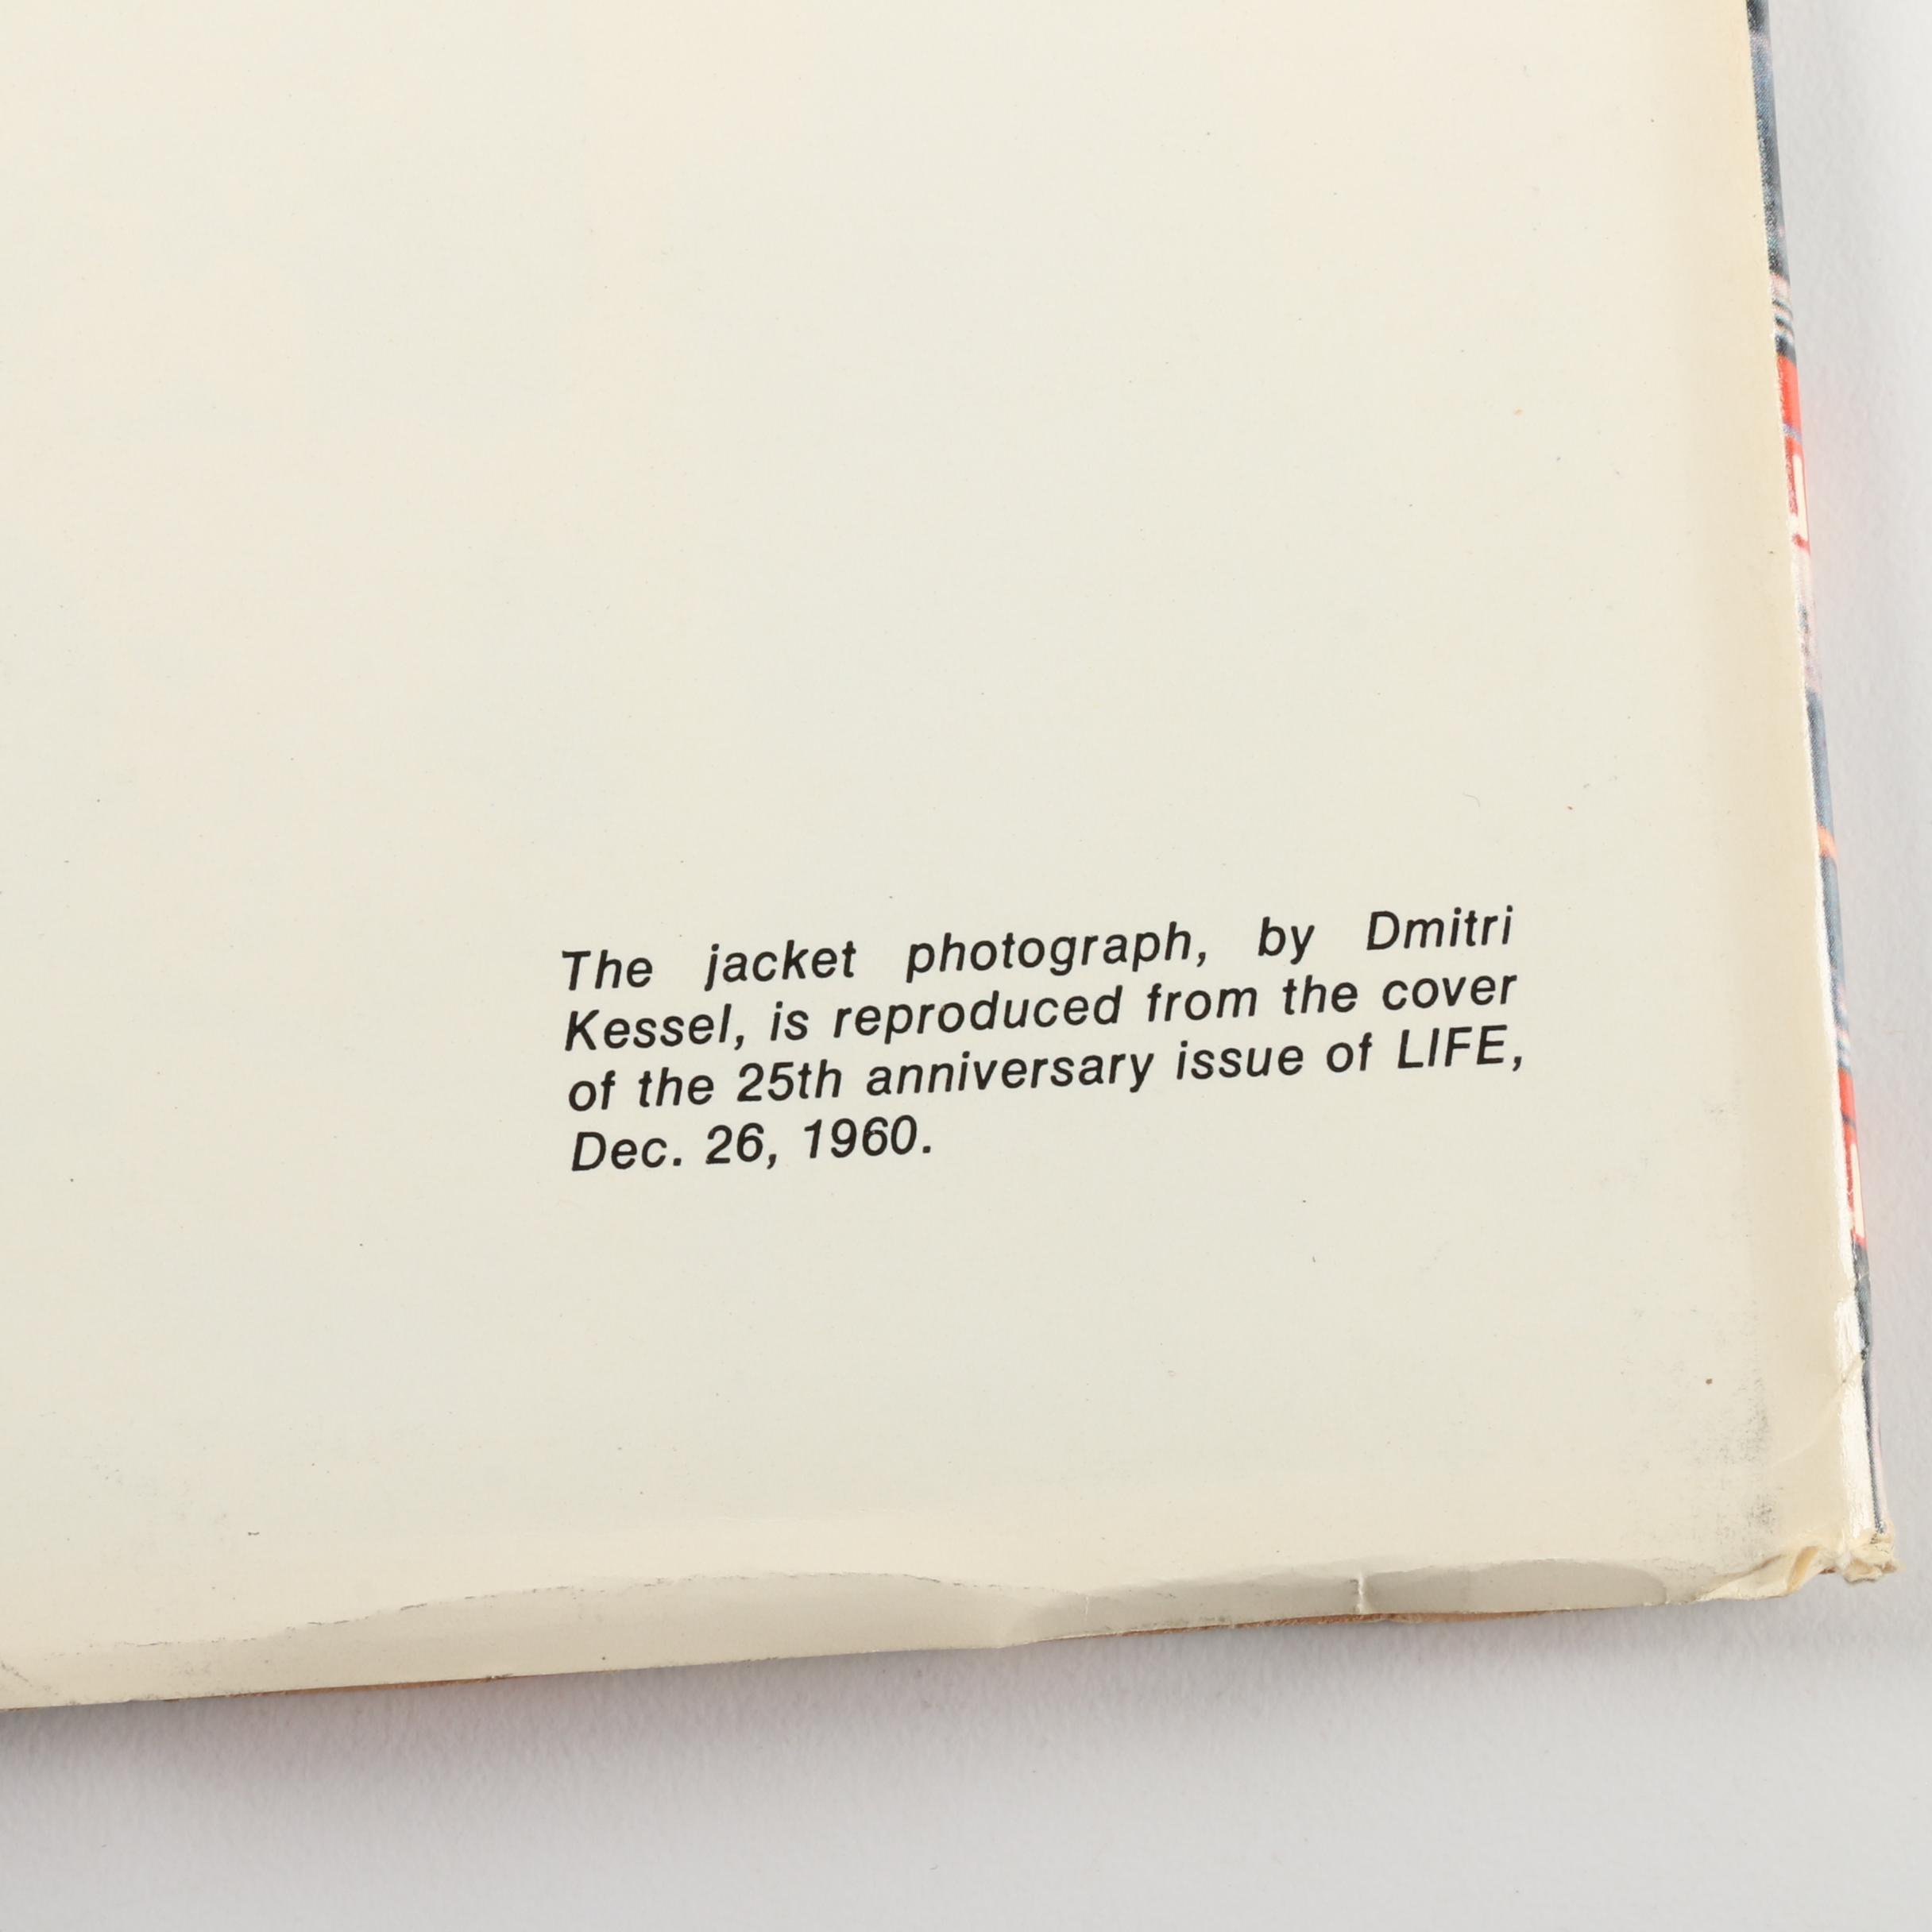 The jacket photograph, by Dmitri
Kessel, is reproduced from the cover
of the 25th anniversary issue of LIFE,
Dec. 26, 1960.